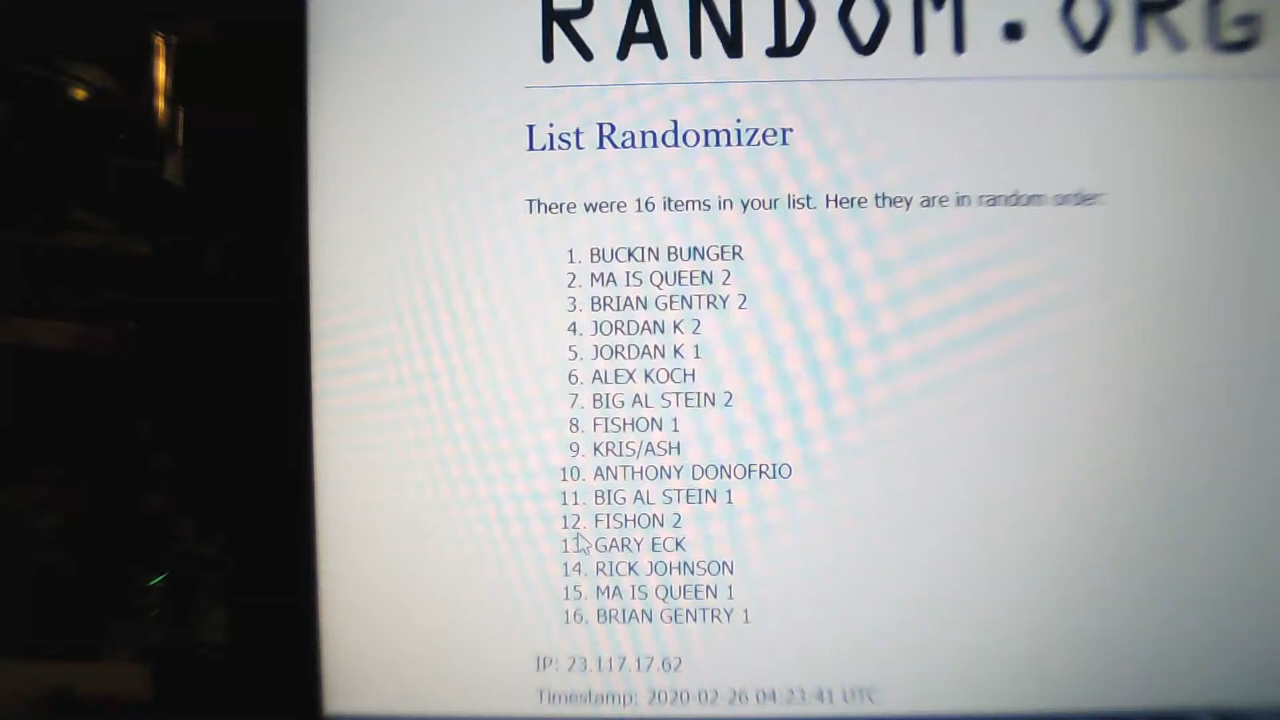 RANDOM.ORG
List Randomizer
There were 16 items in your list. Here they are in random order:
1. BUCKIN BUNGER
2. MA IS QUEEN 2
3. BRIAN GENTRY 2
4. JORDAN K 2
5. JORDAN K 1
6. ALEX KOCH
7. BIG AL STEIN 2
8. FISHON 1
9. KRIS/ASH
10. ANTHONY DONOFRIO
11. BIG AL STEIN 1
12. FISHON 2
13. GARY ECK
14. RICK JOHNSON
15. MA IS QUEEN 1
16. BRIAN GENTRY 1
IP: 23.117.17.62
Timestamp: 2020-02-26 04:23:41 UTC